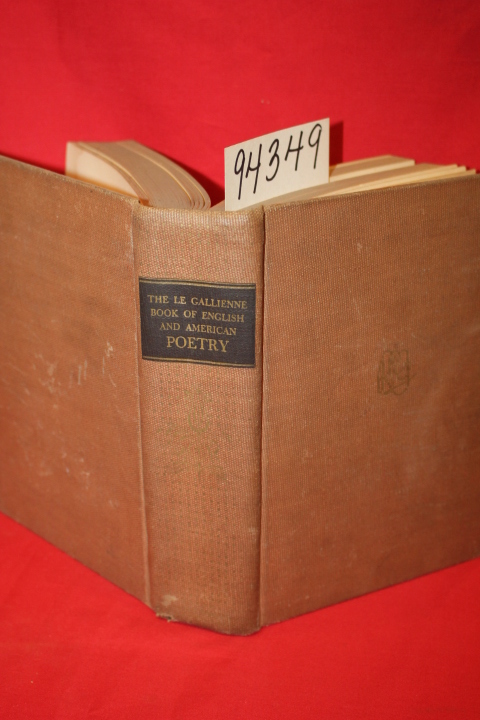 94349
THE LE GALLIENNE
BOOK OF ENGLISH
AND AMERICAN
POETRY